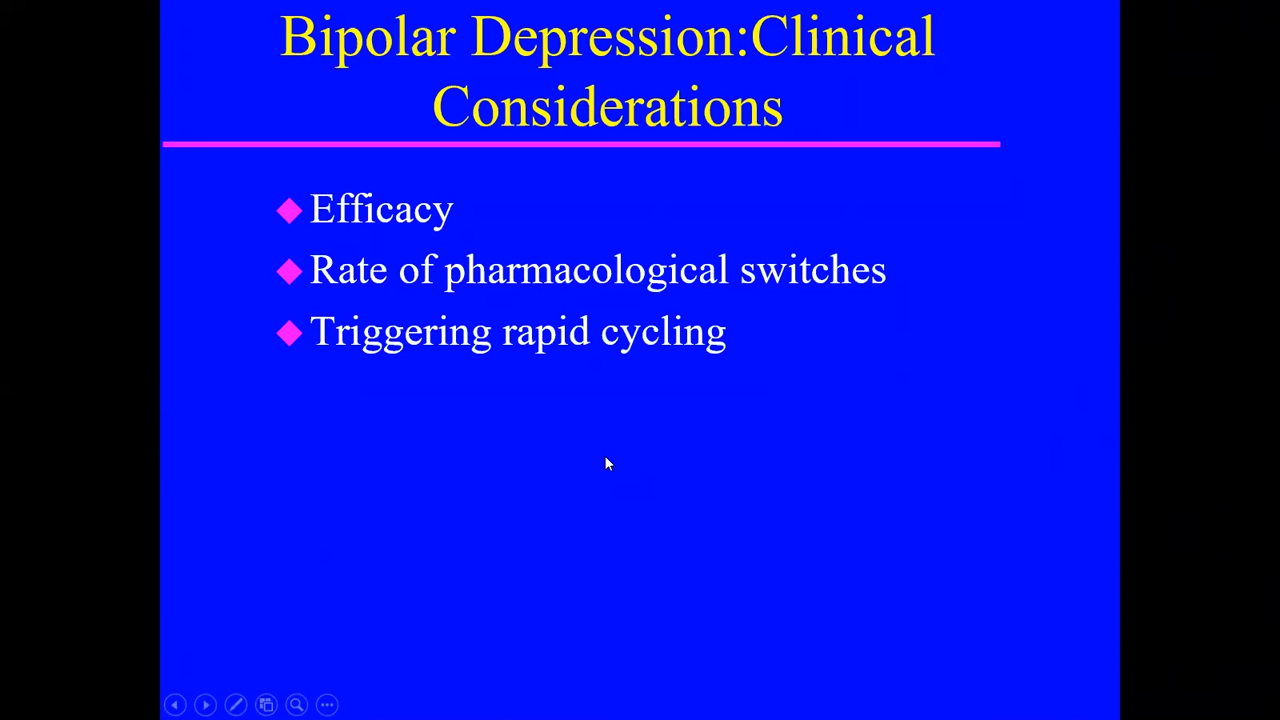 Bipolar Depression:Clinical
Considerations
Efficacy
Rate of pharmacological switches
Triggering rapid cycling